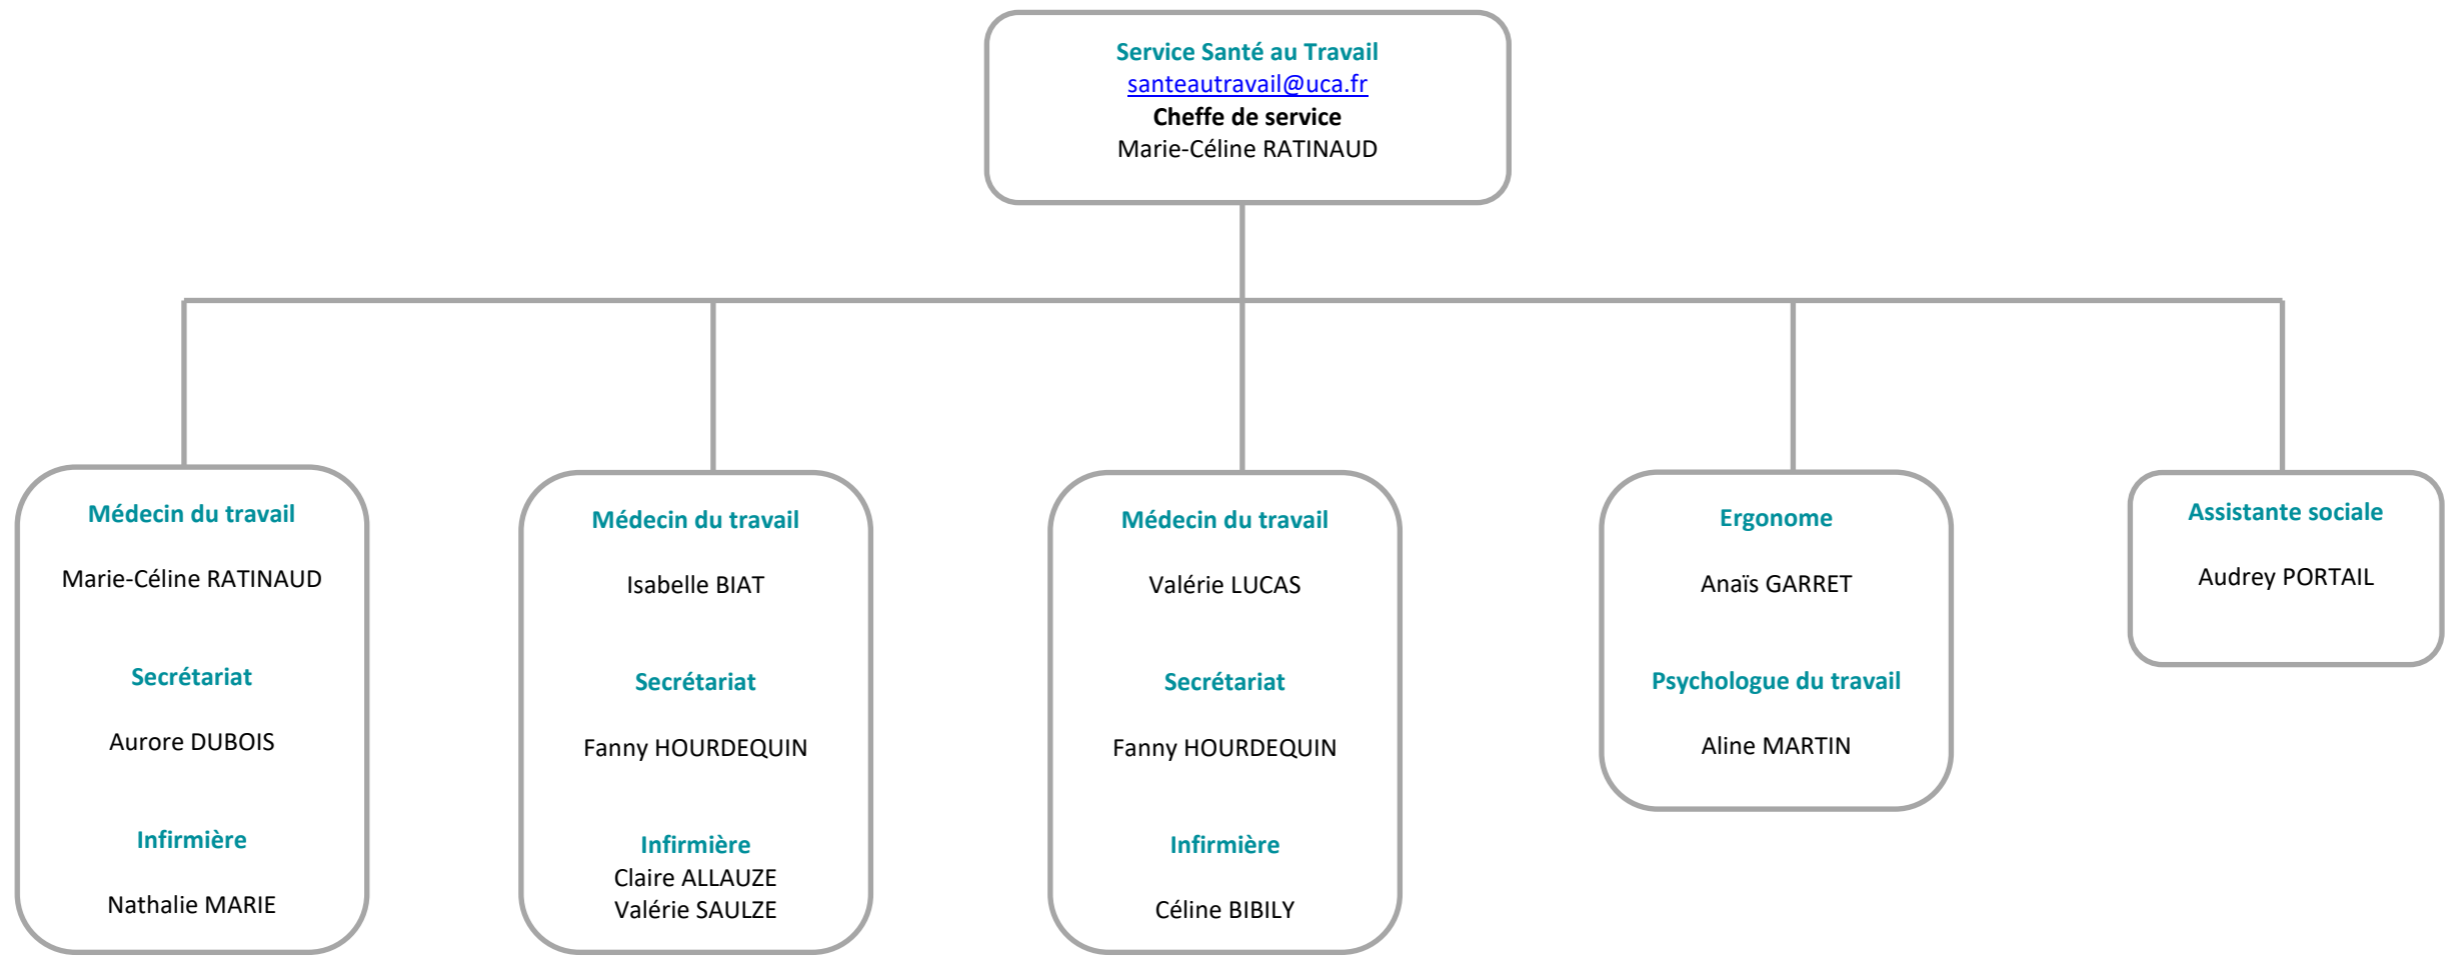 Service Santé au Travail
santeautravail@uca.fr
Cheffe de service
Marie-Céline RATINAUD
Médecin du travail
Marie-Céline RATINAUD
Secrétariat
Aurore DUBOIS
Infirmière
Nathalie MARIE
Médecin du travail
Isabelle BIAT
Secrétariat
Fanny HOURDEQUIN
Infirmière
Claire ALLAUZE
Valérie SAULZE
Médecin du travail
Valérie LUCAS
Secrétariat
Fanny HOURDEQUIN
Infirmière
Céline BIBILY
Ergonome
Anaïs GARRET
Psychologue du travail
Aline MARTIN
Assistante sociale
Audrey PORTAIL